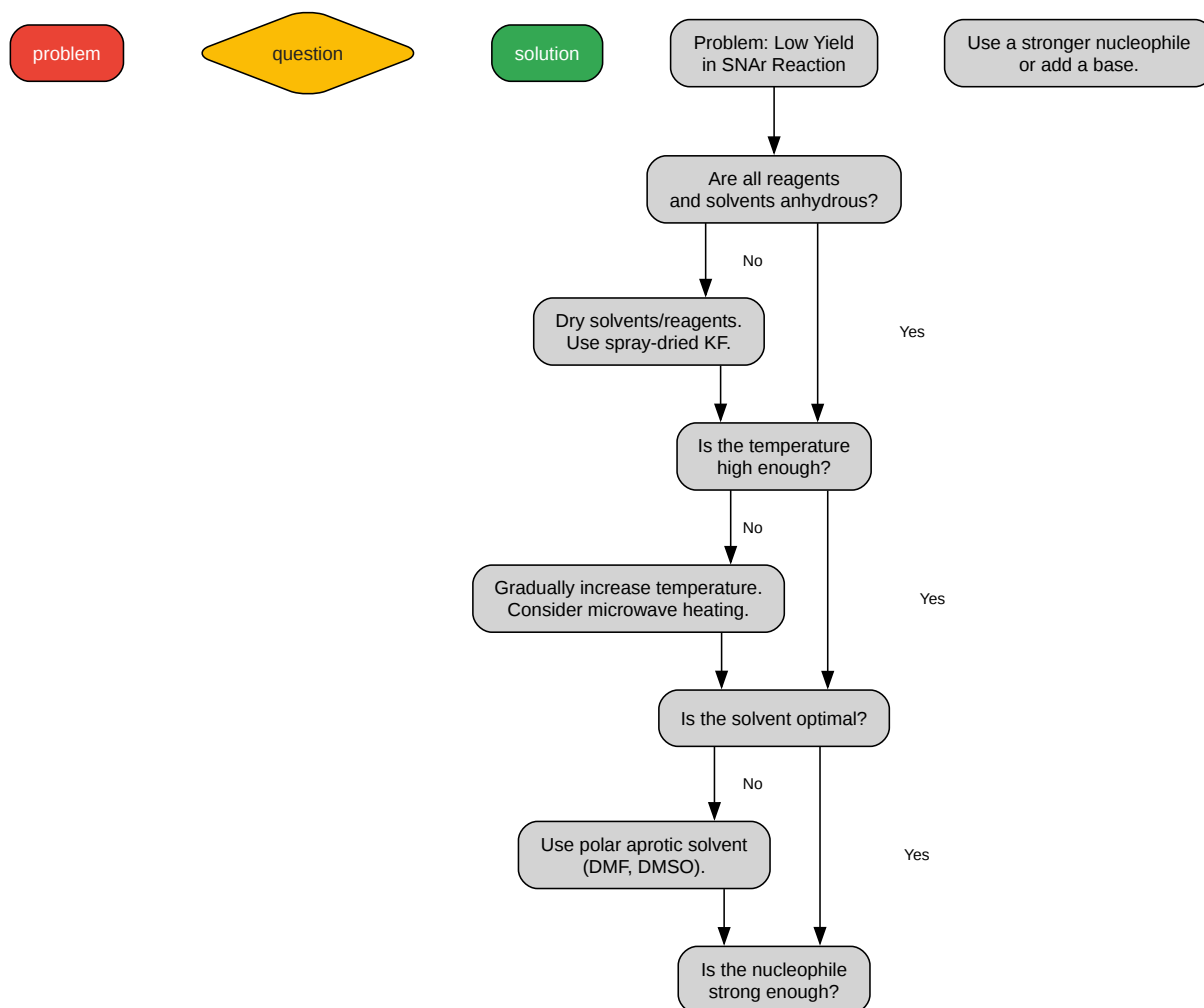 problem
question
solution
Problem: Low Yield
in SNAr Reaction
Use a stronger nucleophile
or add a base.
Are all reagents
and solvents anhydrous?
No
Dry solvents/reagents.
Use spray-dried KF.
Yes
Is the temperature
high enough?
No
Gradually increase temperature.
Consider microwave heating.
Yes
Is the solvent optimal?
No
Use polar aprotic solvent
(DMF, DMSO).
Yes
Is the nucleophile
strong enough?